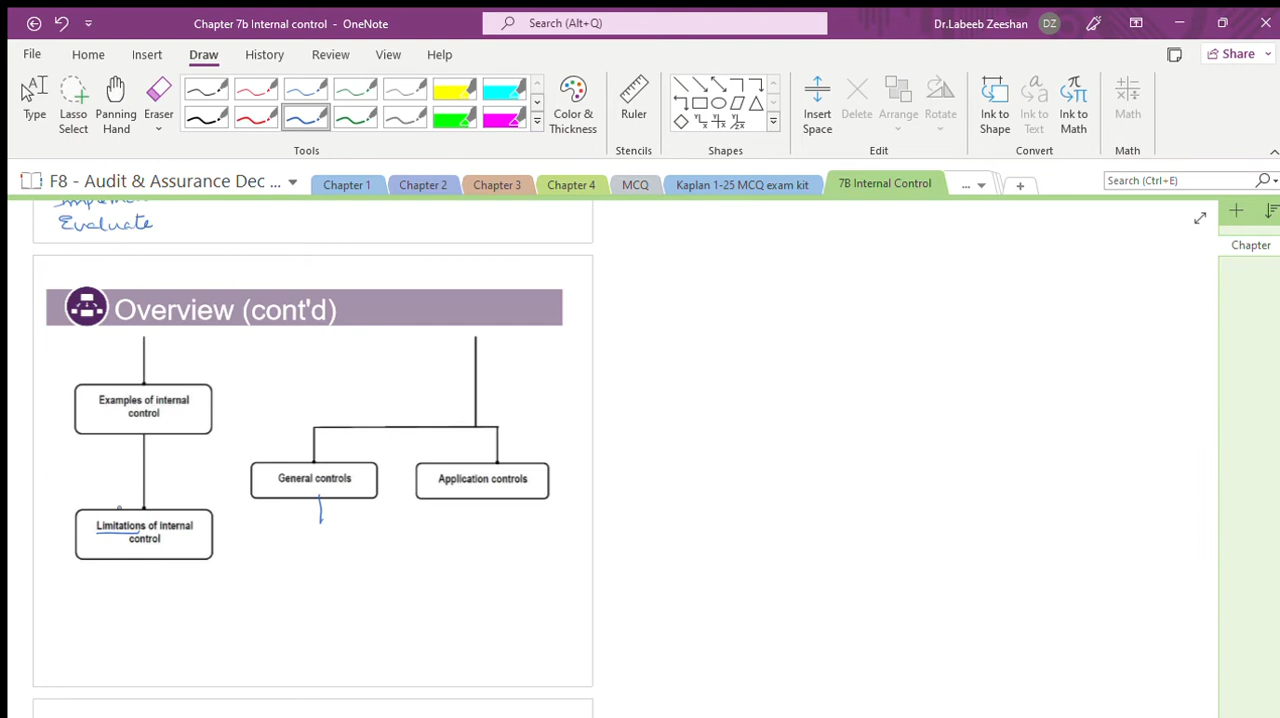 Chapter 7b Internal control - OneNote
Search (Alt+Q)
Dr.Labeeb Zeeshan
DZ
File
Home
Insert
Draw
History
Review
View
Help
Share
Type
Lasso Select
Panning Hand
Eraser
Color & Thickness
Ruler
Shapes
Insert Space
Delete
Arrange
Rotate
Ink to Shape
Ink to Text
Ink to Math
Math
Tools
Stencils
Shapes
Edit
Convert
Math
F8 - Audit & Assurance Dec ...
Chapter 1
Chapter 2
Chapter 3
Chapter 4
MCQ
Kaplan 1-25 MCQ exam kit
7B Internal Control
...
Search (Ctrl+E)
Evaluate
Chapter
Overview (cont'd)
Examples of internal
control
General controls
Application controls
Limitations of internal
control